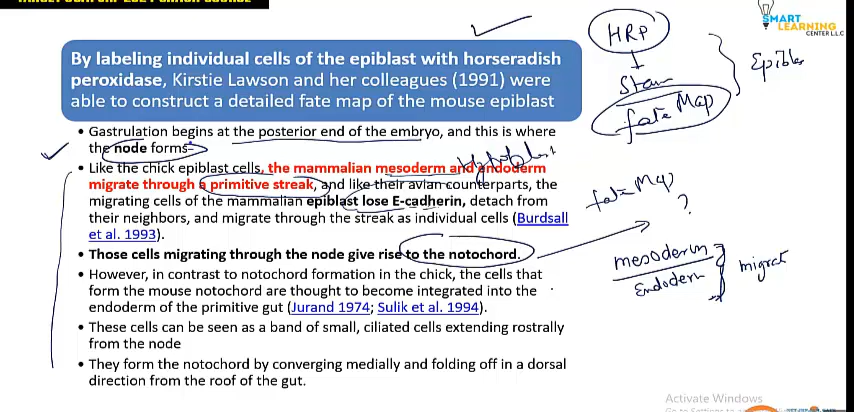 SMART
LEARNING
CENTER LLC
By labeling individual cells of the epiblast with horseradish
peroxidase, Kirstie Lawson and her colleagues (1991) were
able to construct a detailed fate map of the mouse epiblast
HRP
Stain
fate Map
Epiblas
• Gastrulation begins at the posterior end of the embryo, and this is where
the node forms
Hypoblast
• Like the chick epiblast cells, the mammalian mesoderm and endoderm
migrate through a primitive streak, and like their avian counterparts, the
migrating cells of the mammalian epiblast lose E-cadherin, detach from
their neighbors, and migrate through the streak as individual cells (Burdsall
et al. 1993).
• Those cells migrating through the node give rise to the notochord.
• However, in contrast to notochord formation in the chick, the cells that
form the mouse notochord are thought to become integrated into the
endoderm of the primitive gut (Jurand 1974; Sulik et al. 1994).
• These cells can be seen as a band of small, ciliated cells extending rostrally
from the node
• They form the notochord by converging medially and folding off in a dorsal
direction from the roof of the gut.
fate Map
?
mesoderm
Endoderm
migrat
Activate Windows